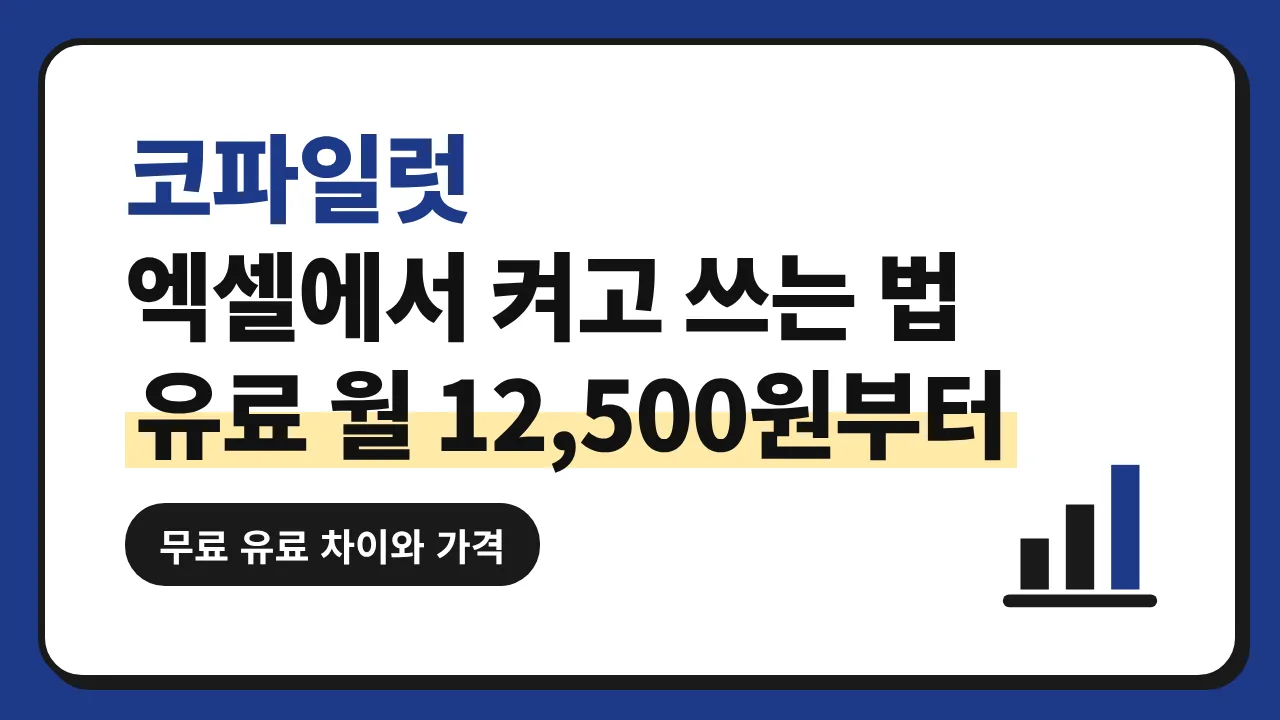 코파일럿
엑셀에서 켜고 쓰는 법
유료 월 12,500원부터
무료 유료 차이와 가격